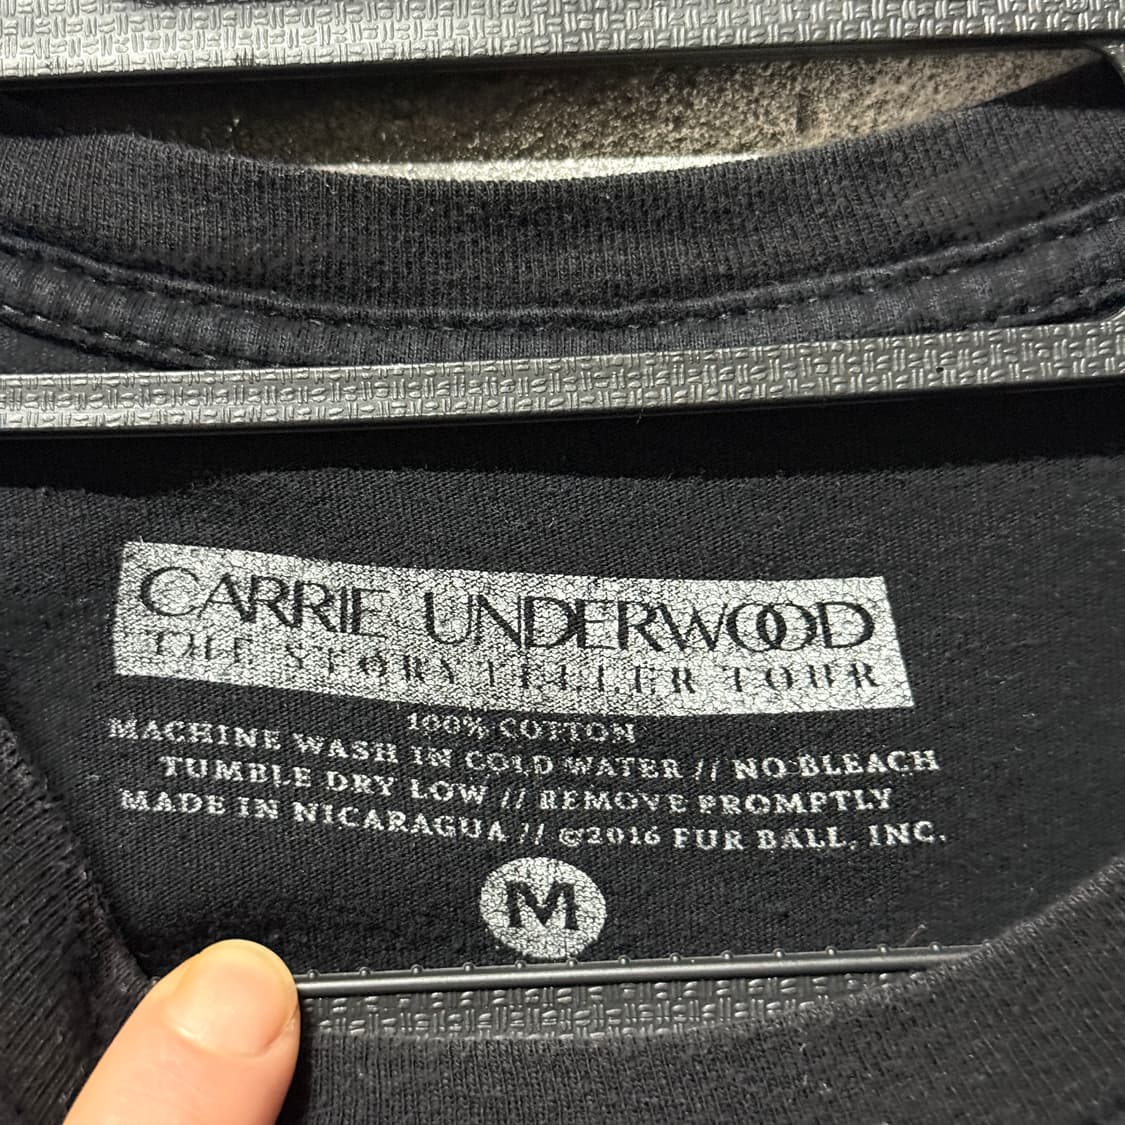 CARRIE UNDERWOOD
THE STORYTELLER TOUR
100% COTTON
MACHINE WASH IN COLD WATER // NO BLEACH
TUMBLE DRY LOW // REMOVE PROMPTLY
MADE IN NICARAGUA // ©2016 FUR BALL, INC.
M